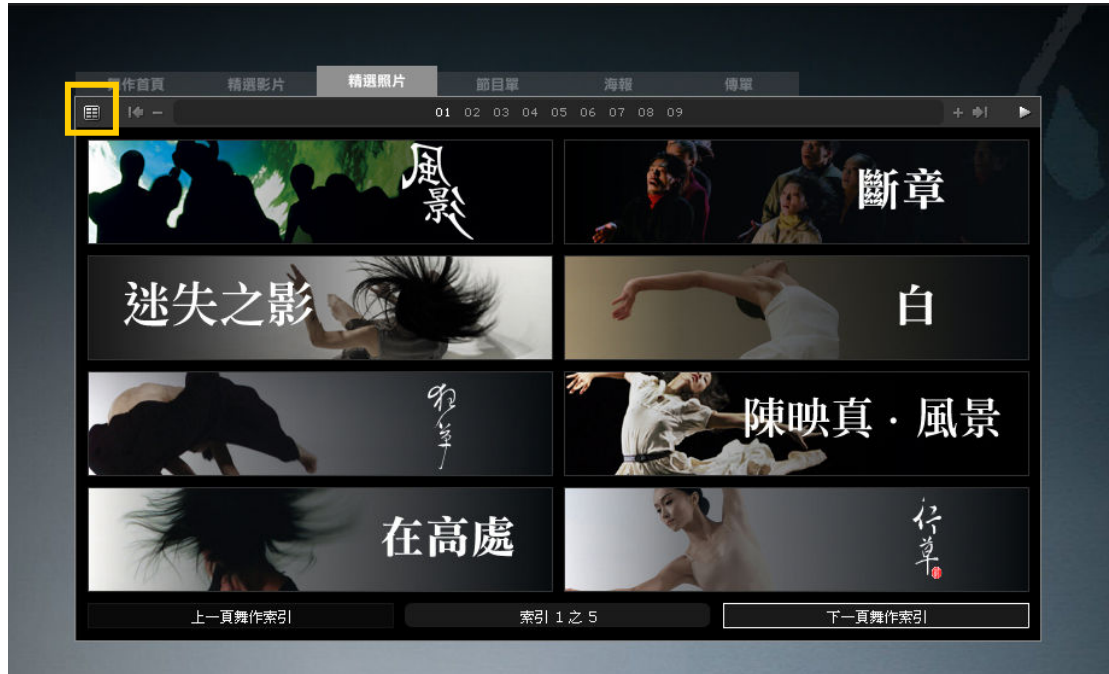 舞作首頁 精選影片 精選照片 節目單 海報 傳單
01 02 03 04 05 06 07 08 09
風景
斷章
迷失之影
白
狂草
陳映真．風景
在高處
行草
上一頁舞作索引 索引 1 之 5 下一頁舞作索引